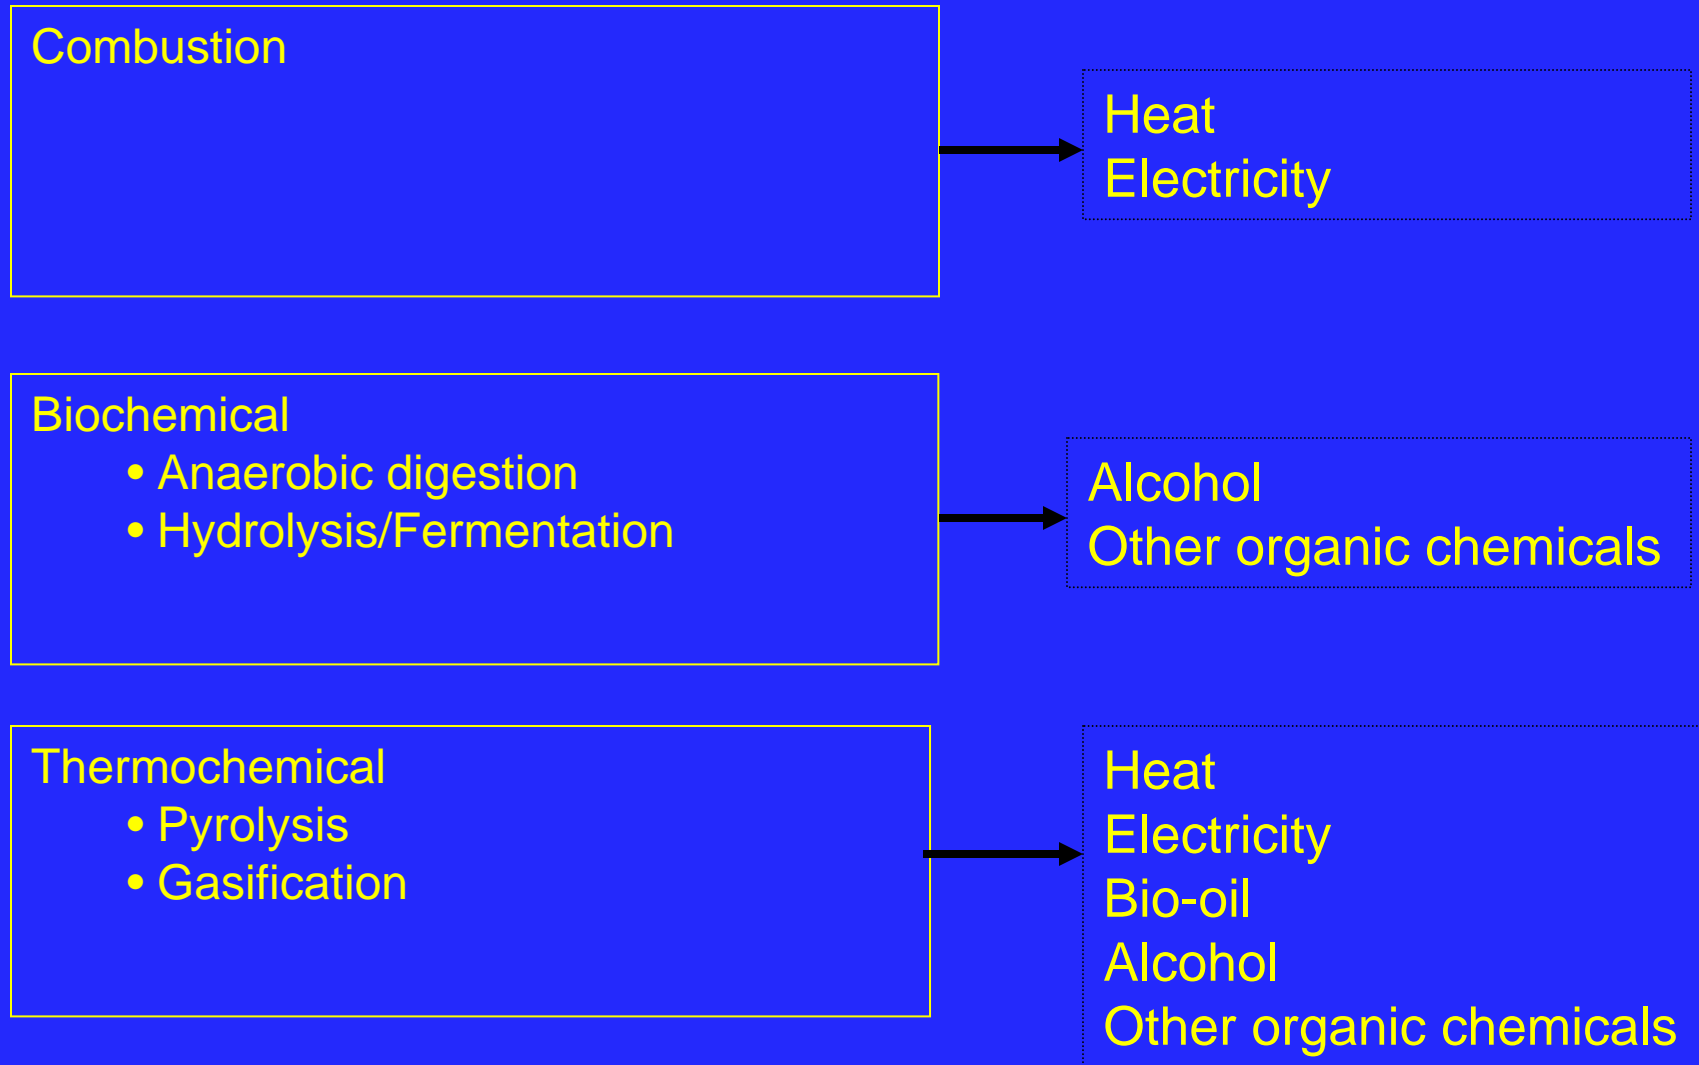 Combustion
Heat
Electricity
Biochemical
• Anaerobic digestion
• Hydrolysis/Fermentation
Alcohol
Other organic chemicals
Thermochemical
• Pyrolysis
• Gasification
Heat
Electricity
Bio-oil
Alcohol
Other organic chemicals